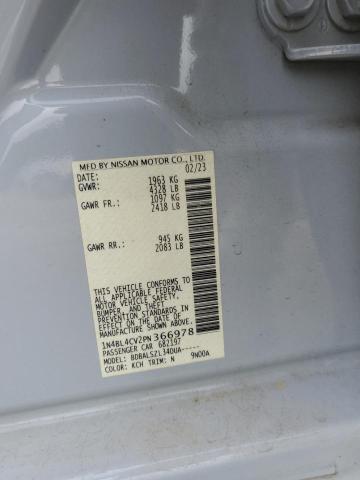 MFD BY NISSAN MOTOR CO., LTD.
DATE: 02/23
GVWR: 1963 KG
4328 LB
GAWR FR.: 1097 KG
2418 LB
GAWR RR.: 945 KG
2083 LB
THIS VEHICLE CONFORMS TO
ALL APPLICABLE FEDERAL
MOTOR VEHICLE SAFETY,
BUMPER, AND THEFT
PREVENTION STANDARDS IN
EFFECT ON THE DATE OF
MANUFACTURE SHOWN ABOVE.
1N4BL4CV2PN366978
PASSENGER CAR 682197
BDBALSZL34DUA-----
COLOR: KCH TRIM: N 9N00A